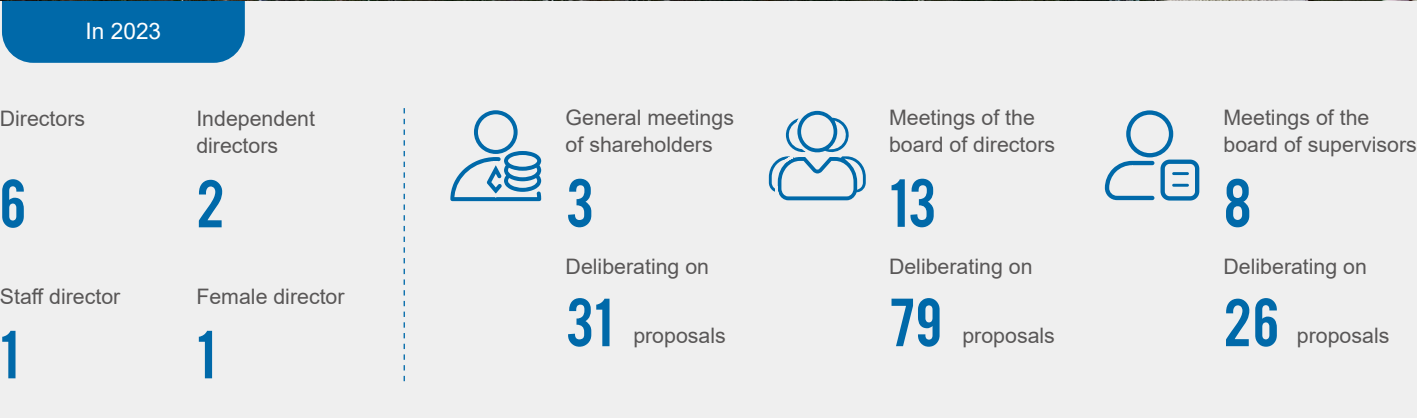 In 2023
Directors
6
Independent
directors
2
Staff director
1
Female director
1
General meetings
of shareholders
3
Deliberating on
31 proposals
Meetings of the
board of directors
13
Deliberating on
79 proposals
Meetings of the
board of supervisors
8
Deliberating on
26 proposals